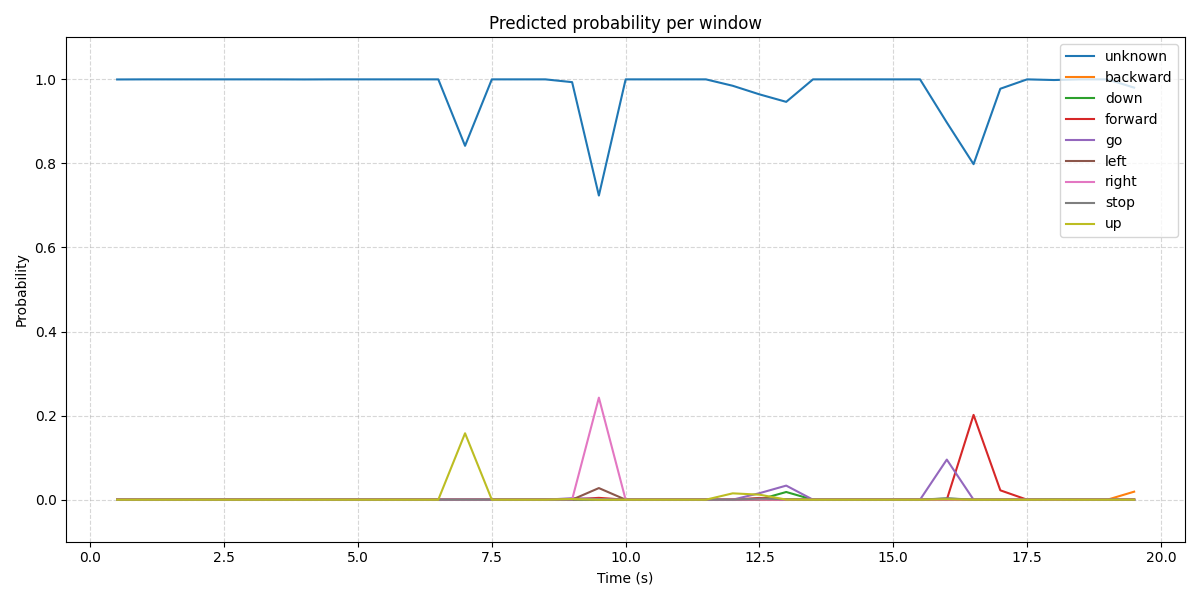 Predicted probability per window
Probability
1.0
0.8
0.6
0.4
0.2
0.0
unknown
backward
down
forward
go
left
right
stop
up
0.0 2.5 5.0 7.5 10.0 12.5 15.0 17.5 20.0
Time (s)